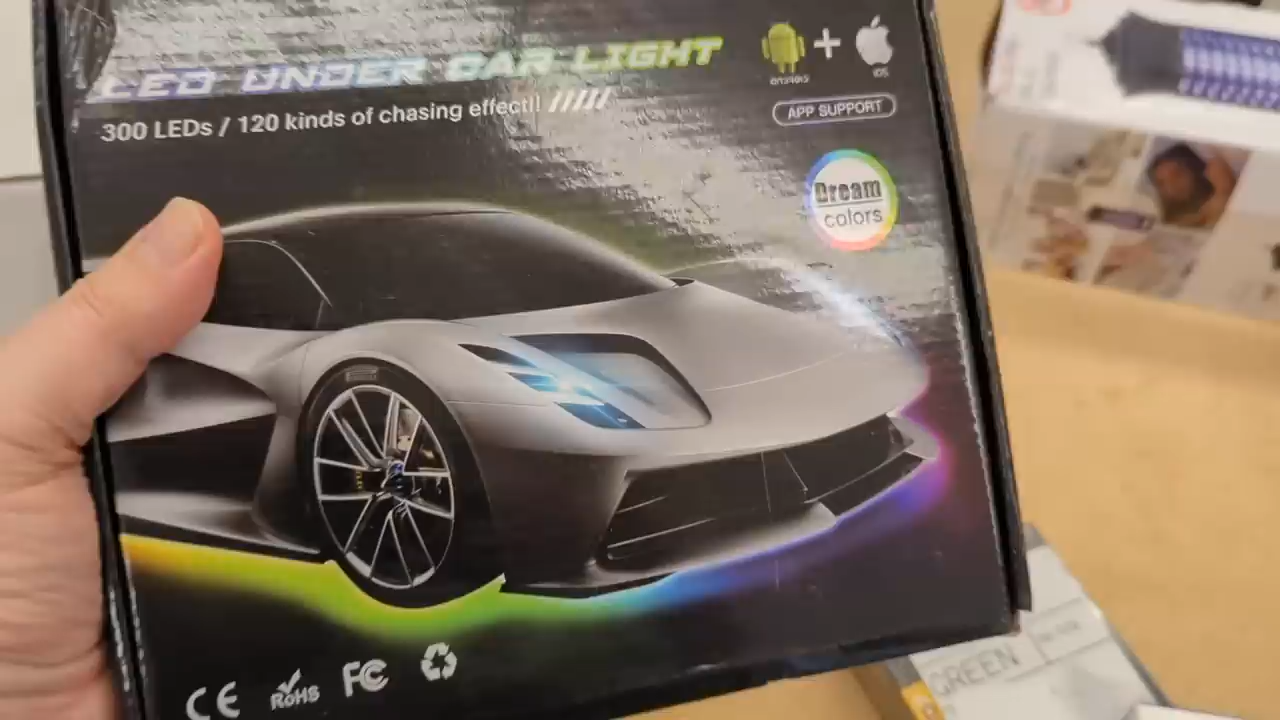 LED UNDER CAR LIGHT
300 LEDs / 120 kinds of chasing effect!! /////
ANDROID + iOS
APP SUPPORT
Dream
colors
CE RoHS FC
GREEN